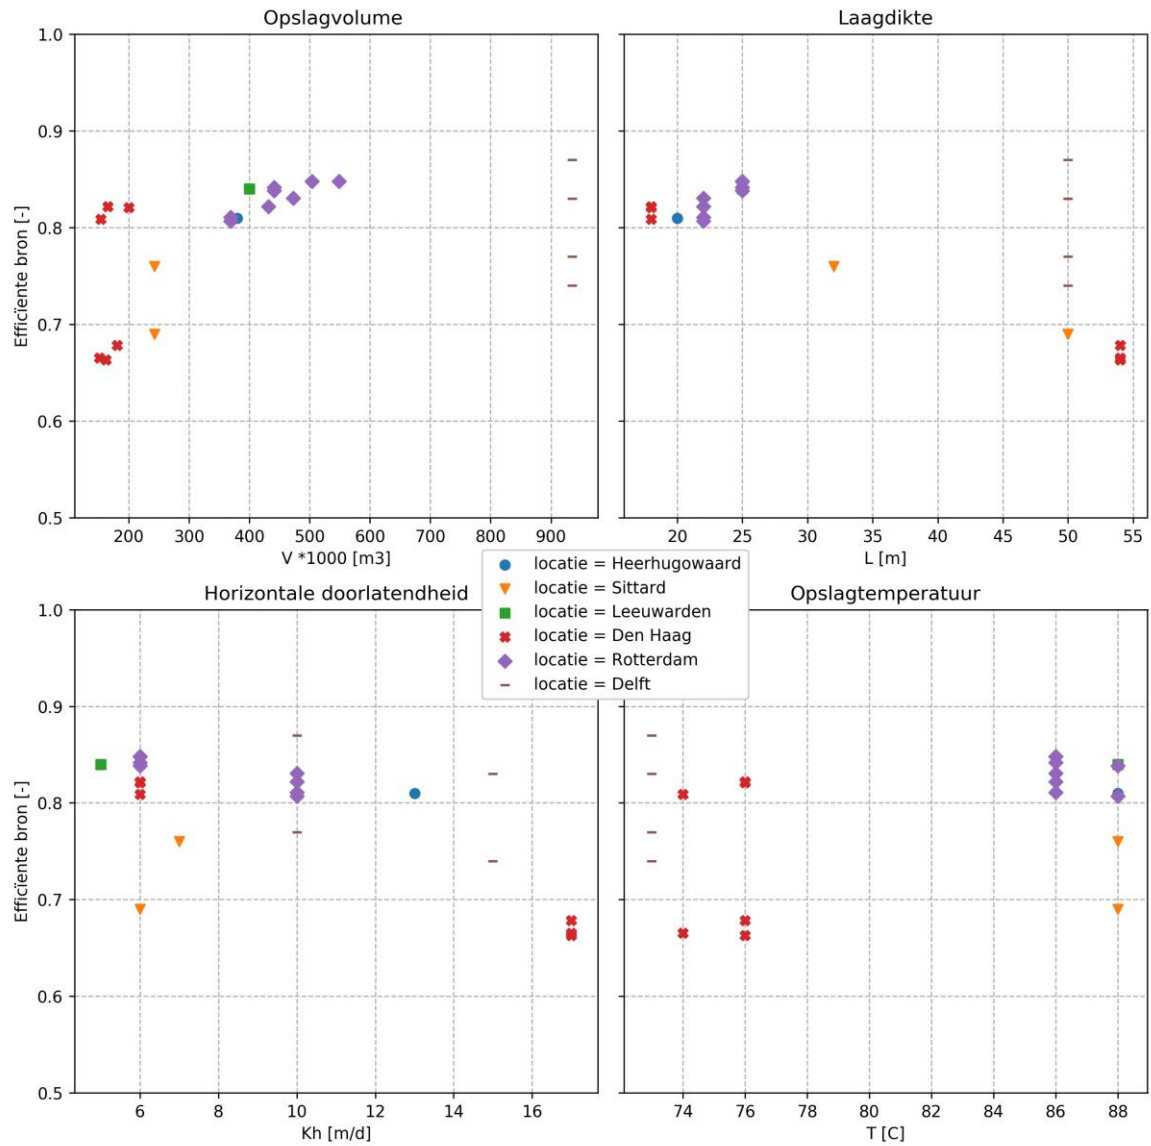 Opslagvolume
Laagdikte
1.0
0.9
0.8
0.7
0.6
0.5
Efficïente bron [-]
200 300 400 500 600 700 800 900
V *1000 [m3]
20 25 30 35 40 45 50 55
L [m]
locatie = Heerhugowaard
locatie = Sittard
locatie = Leeuwarden
locatie = Den Haag
locatie = Rotterdam
locatie = Delft
Horizontale doorlatendheid
Opslagtemperatuur
1.0
0.9
0.8
0.7
0.6
0.5
Efficïente bron [-]
6 8 10 12 14 16
Kh [m/d]
74 76 78 80 82 84 86 88
T [C]